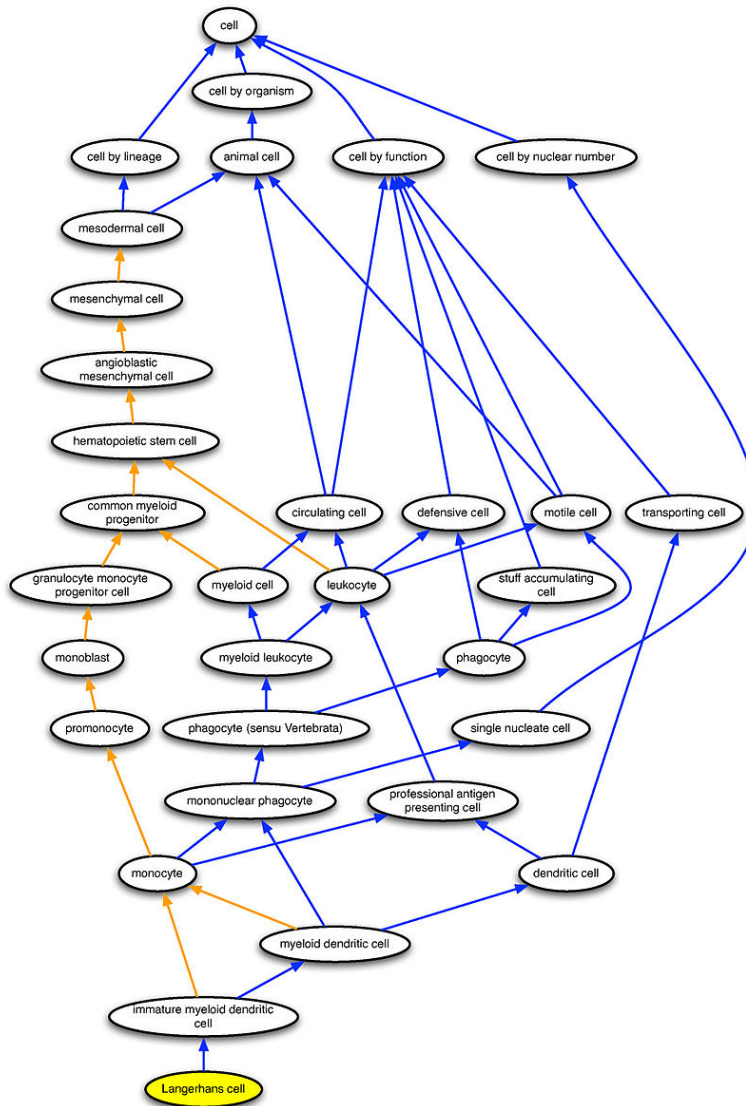 cell
cell by organism
cell by lineage
animal cell
cell by function
cell by nuclear number
mesodermal cell
mesenchymal cell
angioblastic
mesenchymal cell
hematopoietic stem cell
common myeloid
progenitor
circulating cell
defensive cell
motile cell
transporting cell
granulocyte monocyte
progenitor cell
myeloid cell
leukocyte
stuff accumulating
cell
monoblast
myeloid leukocyte
phagocyte
promonocyte
phagocyte (sensu Vertebrata)
single nucleate cell
mononuclear phagocyte
professional antigen
presenting cell
monocyte
dendritic cell
myeloid dendritic cell
immature myeloid dendritic
cell
Langerhans cell